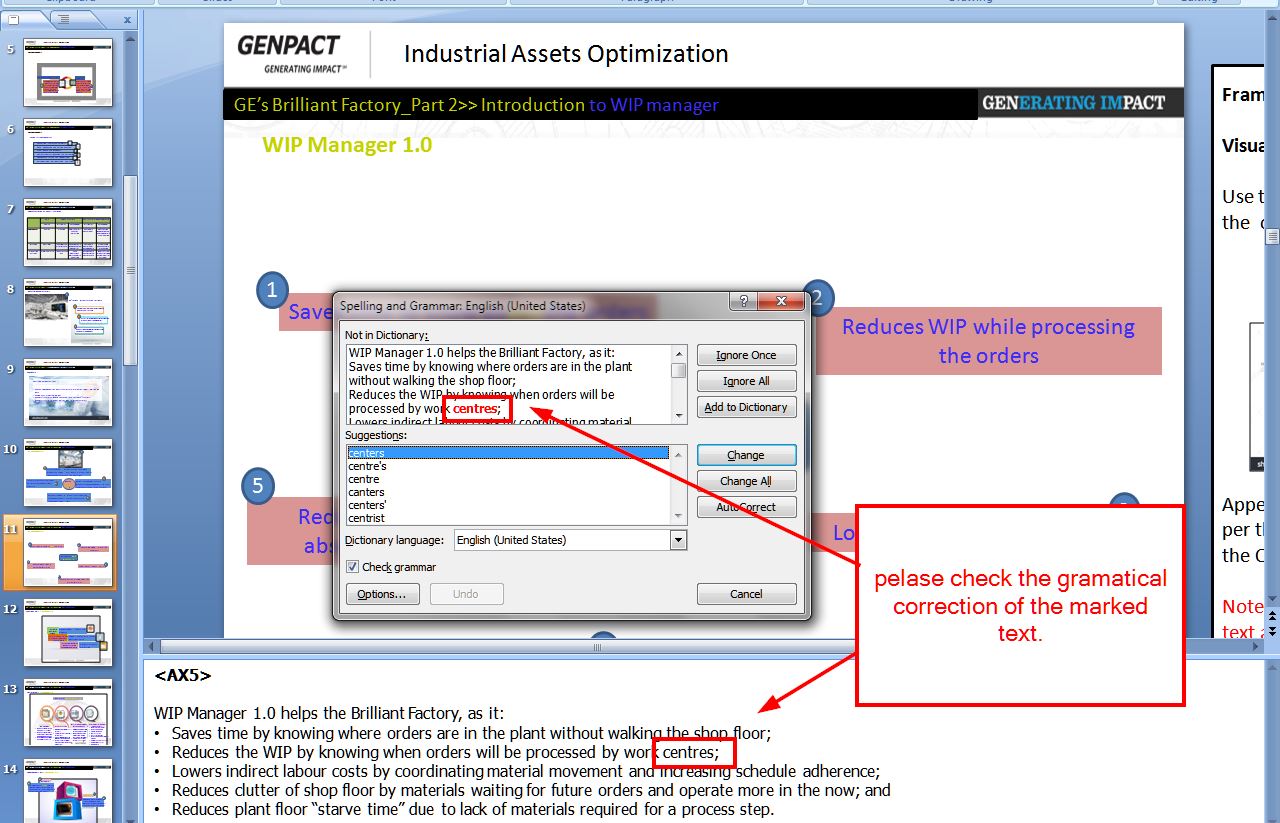 Clipboard
Slides
Font
Paragraph
Drawing
Editing
5
6
7
8
9
10
11
12
13
14
GENPACT
GENERATING IMPACT℠
Industrial Assets Optimization
GE's Brilliant Factory_Part 2>> Introduction to WIP manager
GENERATING IMPACT
WIP Manager 1.0
1
Save
2
Reduces WIP while processing
the orders
5
Rec
abs
Lo
Fram
Visua
Use t
the
Appe
per th
the C
Note
text a
Spelling and Grammar: English (United States)
Not in Dictionary:
WIP Manager 1.0 helps the Brilliant Factory, as it:
Saves time by knowing where orders are in the plant
without walking the shop floor;
Reduces the WIP by knowing when orders will be
processed by work centres;
Lowers indirect labour costs by coordinating material
Suggestions:
centers
centre's
centre
canters
centers'
centrist
Ignore Once
Ignore All
Add to Dictionary
Change
Change All
AutoCorrect
Dictionary language: English (United States)
Check grammar
Options...
Undo
Cancel
pelase check the gramatical
correction of the marked
text.
<AX5>
WIP Manager 1.0 helps the Brilliant Factory, as it:
• Saves time by knowing where orders are in the plant without walking the shop floor;
• Reduces the WIP by knowing when orders will be processed by work centres;
• Lowers indirect labour costs by coordinating material movement and increasing schedule adherence;
• Reduces clutter of shop floor by materials waiting for future orders and operate more in the now; and
• Reduces plant floor “starve time” due to lack of materials required for a process step.